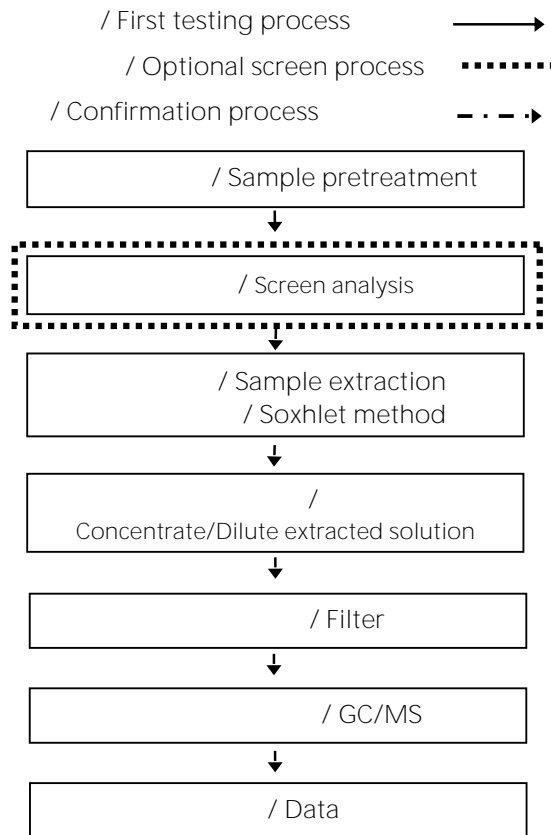 / First testing process
/ Optional screen process
/ Confirmation process
/ Sample pretreatment
/ Screen analysis
/ Sample extraction
/ Soxhlet method
/
Concentrate/Dilute extracted solution
/ Filter
/ GC/MS
/ Data